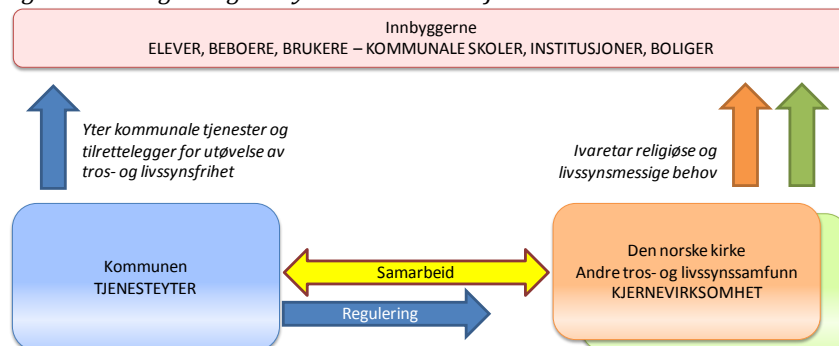 Innbyggerne
ELEVER, BEBOERE, BRUKERE – KOMMUNALE SKOLER, INSTITUSJONER, BOLIGER
Yter kommunale tjenester og
tilrettelegger for utøvelse av
tros- og livssynsfrihet
Ivaretar religiøse og
livssynsmessige behov
Kommunen
TJENESTEYTER
Samarbeid
Regulering
Den norske kirke
Andre tros- og livssynssamfunn
KJERNEVIRKSOMHET